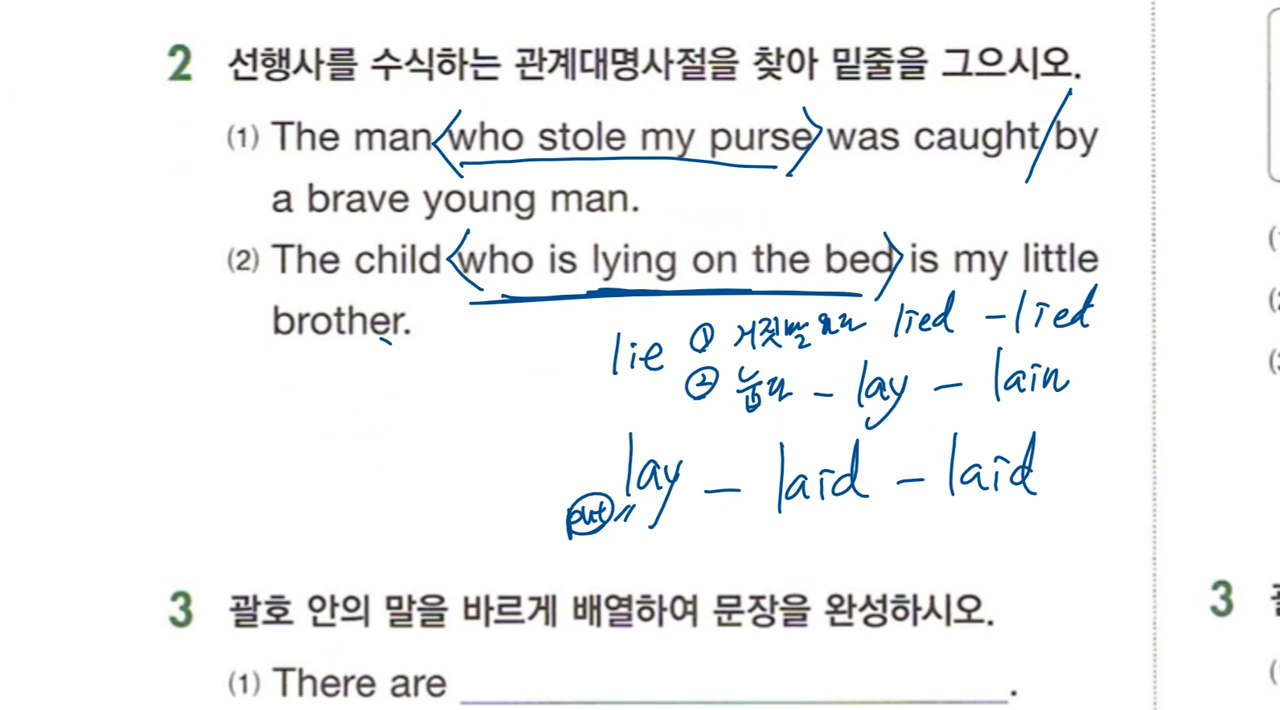 2 선행사를 수식하는 관계대명사절을 찾아 밑줄을 그으시오.
(1) The man who stole my purse was caught by
a brave young man.
(2) The child who is lying on the bed is my little
brother.
lie ① 거짓말하다 lied - lied
② 눕다 - lay - lain
lay - laid - laid
put
3 괄호 안의 말을 바르게 배열하여 문장을 완성하시오.
(1) There are .
3